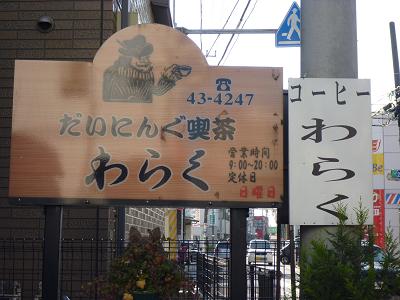 ☎
43-4247
だいにんぐ喫茶
わらく
営業時間
9:00~20:00
定休日
日曜日
コーヒー
わらく